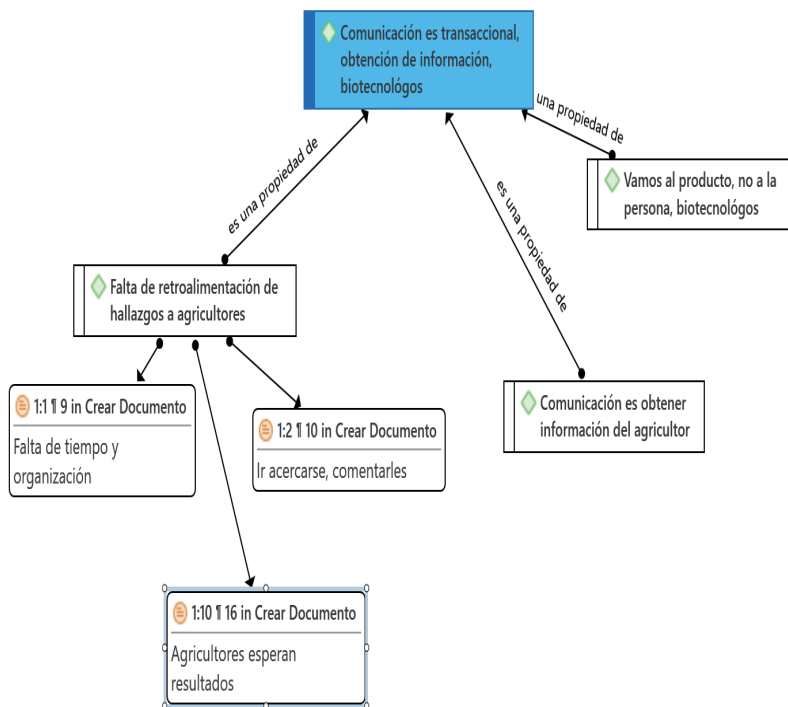 Comunicación es transaccional,
obtención de información,
biotecnológos
una propiedad de
es una propiedad de
es una propiedad de
Vamos al producto, no a la
persona, biotecnológos
Falta de retroalimentación de
hallazgos a agricultores
1:1 ¶ 9 in Crear Documento
Falta de tiempo y
organización
1:2 ¶ 10 in Crear Documento
Ir acercarse, comentarles
Comunicación es obtener
información del agricultor
1:10 ¶ 16 in Crear Documento
Agricultores esperan
resultados